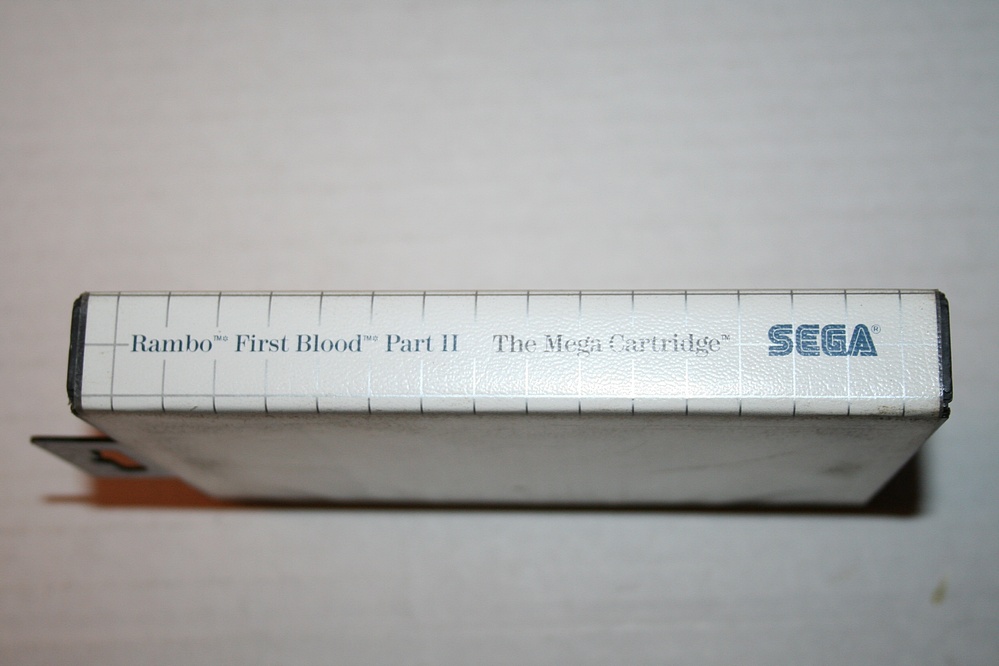 Rambo™® First Blood™® Part II The Mega Cartridge™ SEGA®